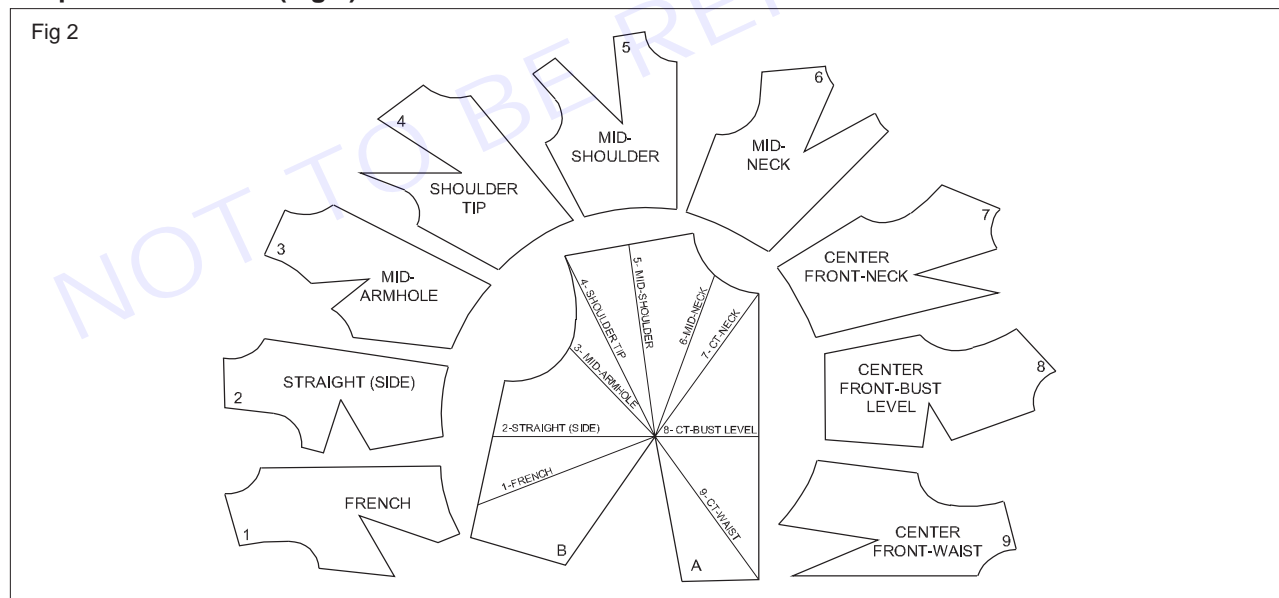 Fig 2
NOT TO BE RE
5
MID-
SHOULDER
4
SHOULDER
TIP
6
MID-
NECK
3
MID-
ARMHOLE
7
CENTER
FRONT-NECK
2
STRAIGHT (SIDE)
8
CENTER
FRONT-BUST
LEVEL
1
FRENCH
9
CENTER
FRONT-WAIST
4- SHOULDER TIP
5- MID-SHOULDER
6-MID-NECK
7- CT-NECK
3- MID-ARMHOLE
2-STRAIGHT (SIDE)
8- CT-BUST LEVEL
1-FRENCH
9- CT-WAIST
B
A